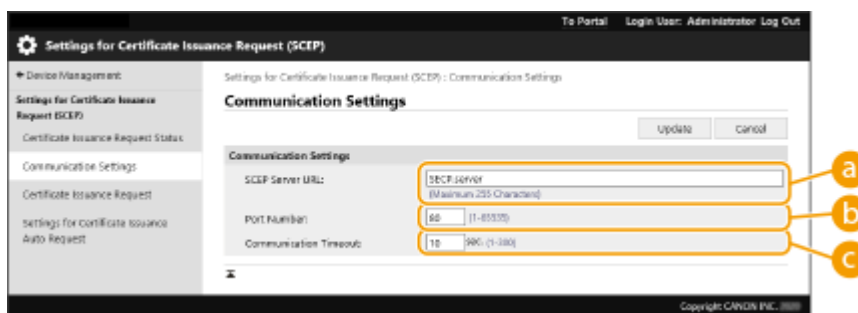 To Portal Login User: Administrator Log Out
Settings for Certificate Issuance Request (SCEP)
Device Management
Settings for Certificate Issuance Request (SCEP) : Communication Settings
Settings for Certificate Issuance
Request (SCEP)
Communication Settings
Certificate Issuance Request Status
Update Cancel
Communication Settings
Communication Settings
SCEP Server URL: SECP.server
(Maximum 255 Characters)
a
Certificate Issuance Request
Port Number: 80 (1-65535)
b
Settings for Certificate Issuance
Auto Request
Communication Timeout: 10 sec. (1-300)
c
Copyright CANON INC.